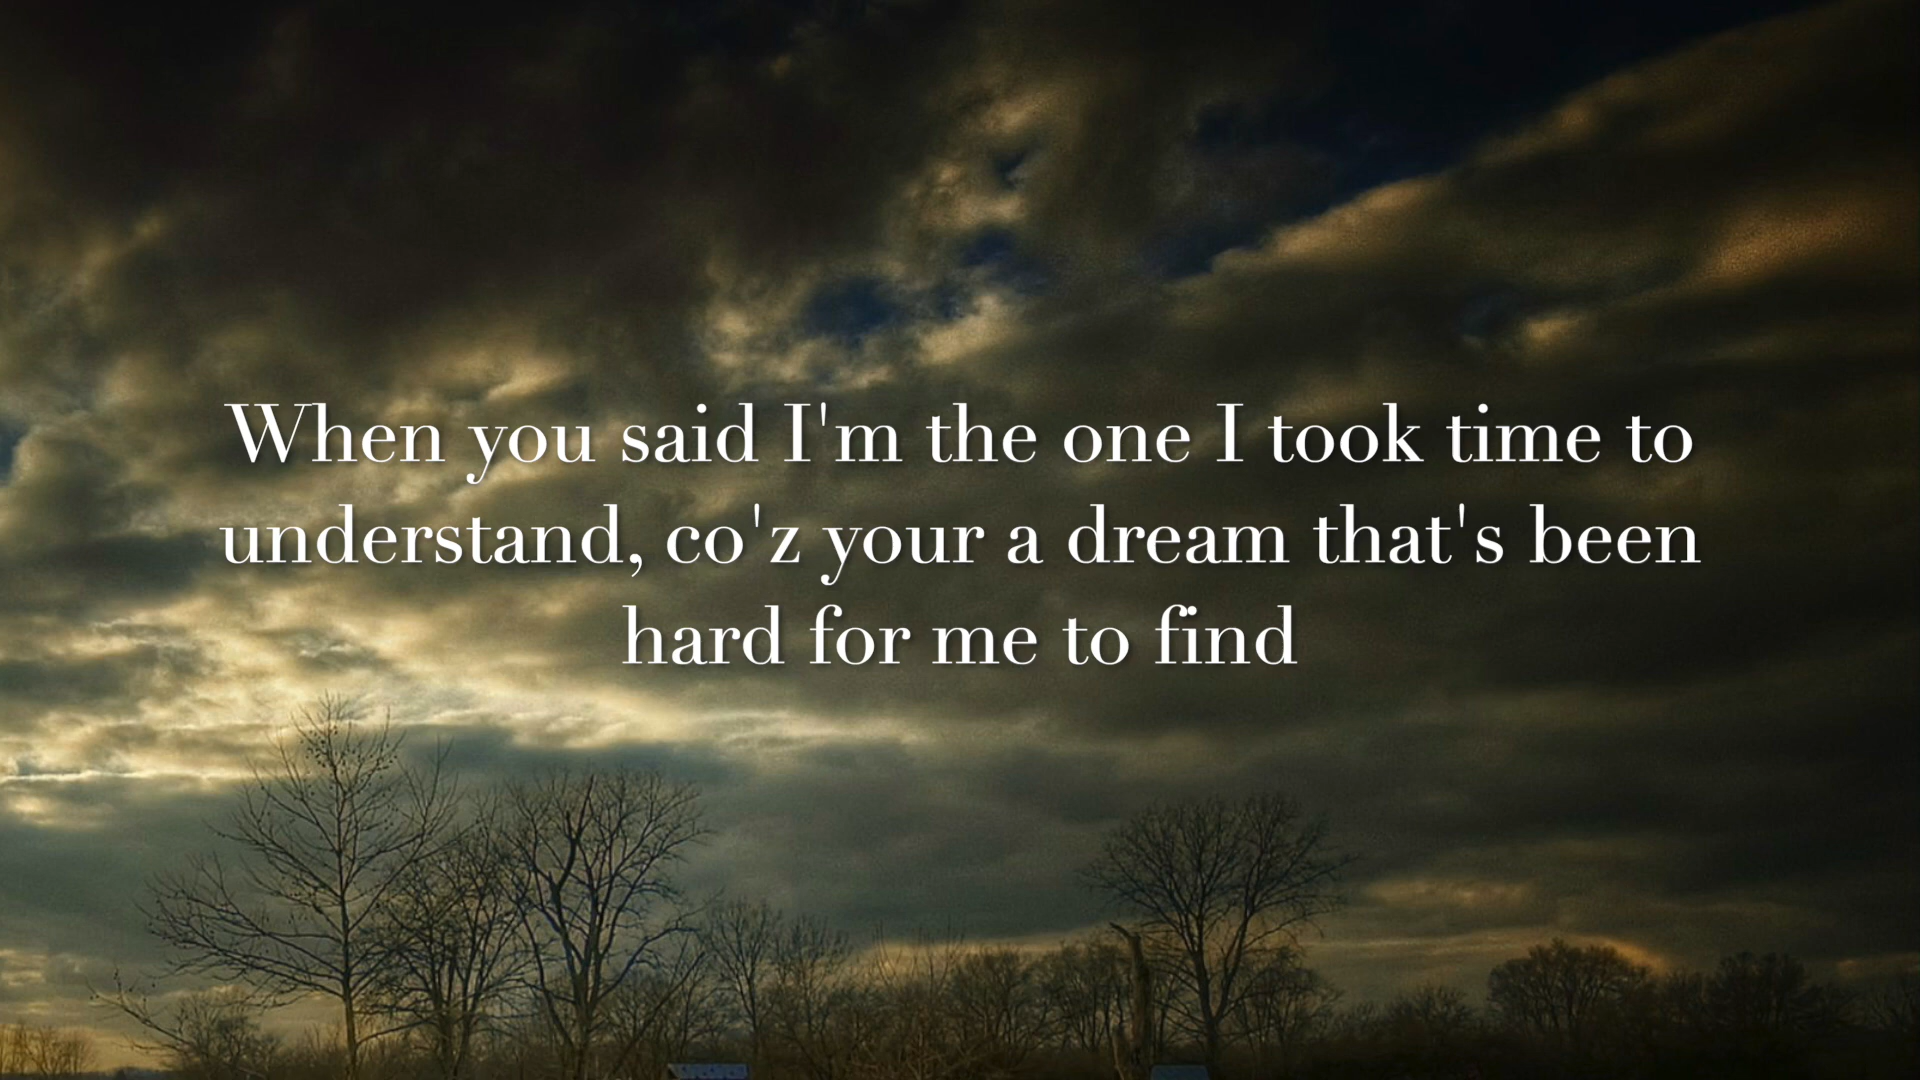 When you said I'm the one I took time to
understand, co'z your a dream that's been
hard for me to find